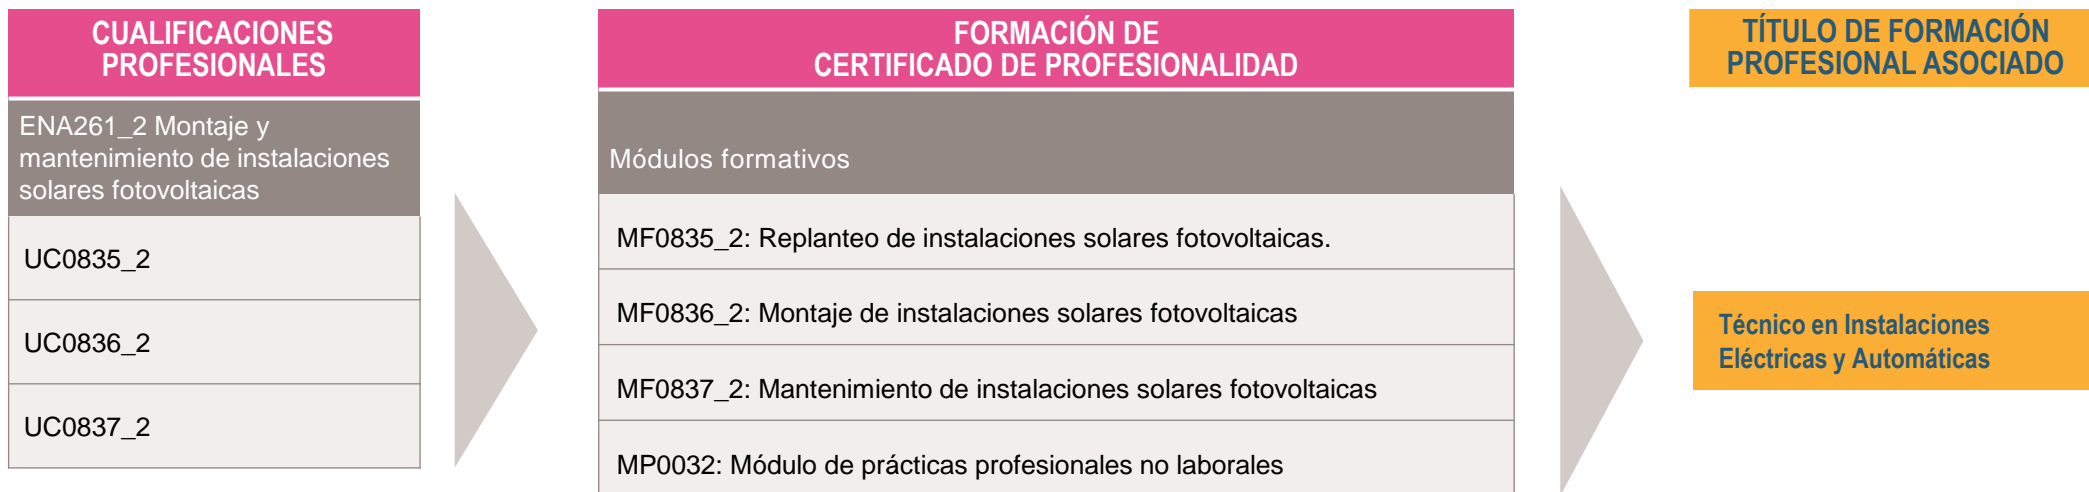 CUALIFICACIONES
PROFESIONALES
ENA261_2 Montaje y
mantenimiento de instalaciones
solares fotovoltaicas
UC0835_2
UC0836_2
UC0837_2
FORMACIÓN DE
CERTIFICADO DE PROFESIONALIDAD
Módulos formativos
MF0835_2: Replanteo de instalaciones solares fotovoltaicas.
MF0836_2: Montaje de instalaciones solares fotovoltaicas
MF0837_2: Mantenimiento de instalaciones solares fotovoltaicas
MP0032: Módulo de prácticas profesionales no laborales
TÍTULO DE FORMACIÓN
PROFESIONAL ASOCIADO
Técnico en Instalaciones
Eléctricas y Automáticas